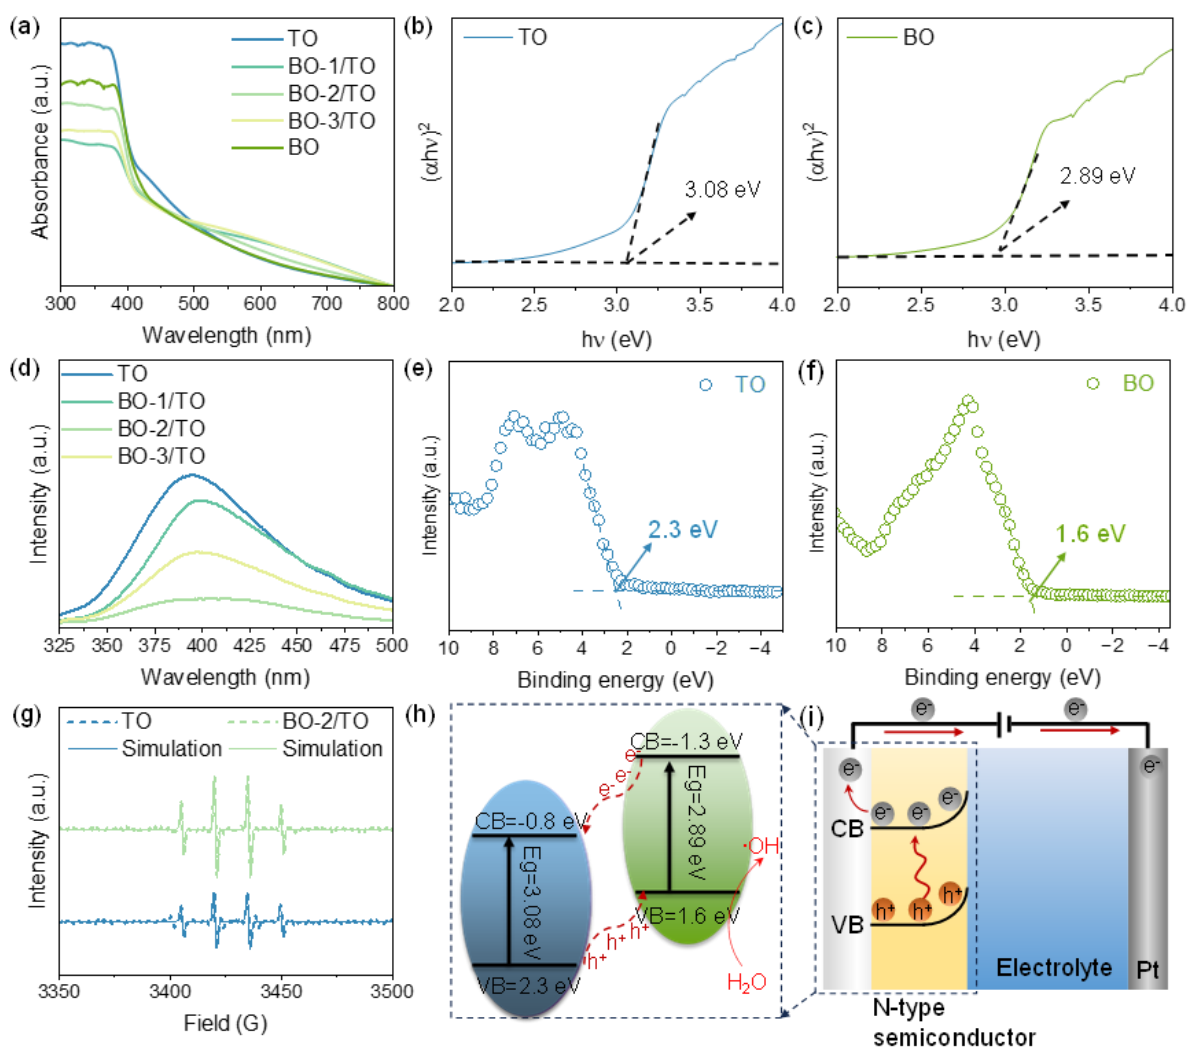 (a)
TO
BO-1/TO
BO-2/TO
BO-3/TO
BO
Absorbance (a.u.)
300 400 500 600 700 800
Wavelength (nm)
(b)
TO
(αhν)²
3.08 eV
2.0 2.5 3.0 3.5 4.0
hν (eV)
(c)
BO
(αhν)²
2.89 eV
2.0 2.5 3.0 3.5 4.0
hν (eV)
(d)
TO
BO-1/TO
BO-2/TO
BO-3/TO
Intensity (a.u.)
325 350 375 400 425 450 475 500
Wavelength (nm)
(e)
TO
Intensity (a.u.)
2.3 eV
10 8 6 4 2 0 −2 −4
Binding energy (eV)
(f)
BO
Intensity (a.u.)
1.6 eV
10 8 6 4 2 0 −2 −4
Binding energy (eV)
(g)
TO BO-2/TO
Simulation Simulation
Intensity (a.u.)
3350 3400 3450 3500
Field (G)
(h)
CB=-1.3 eV
e- e- e-
Eg=2.89 eV
CB=-0.8 eV
Eg=3.08 eV
·OH
VB=1.6 eV
h+ h+ h+
VB=2.3 eV
H₂O
(i)
e- e-
e- e-
e- e- e-
CB
h+ h+ h+
VB
Electrolyte Pt
N-type
semiconductor